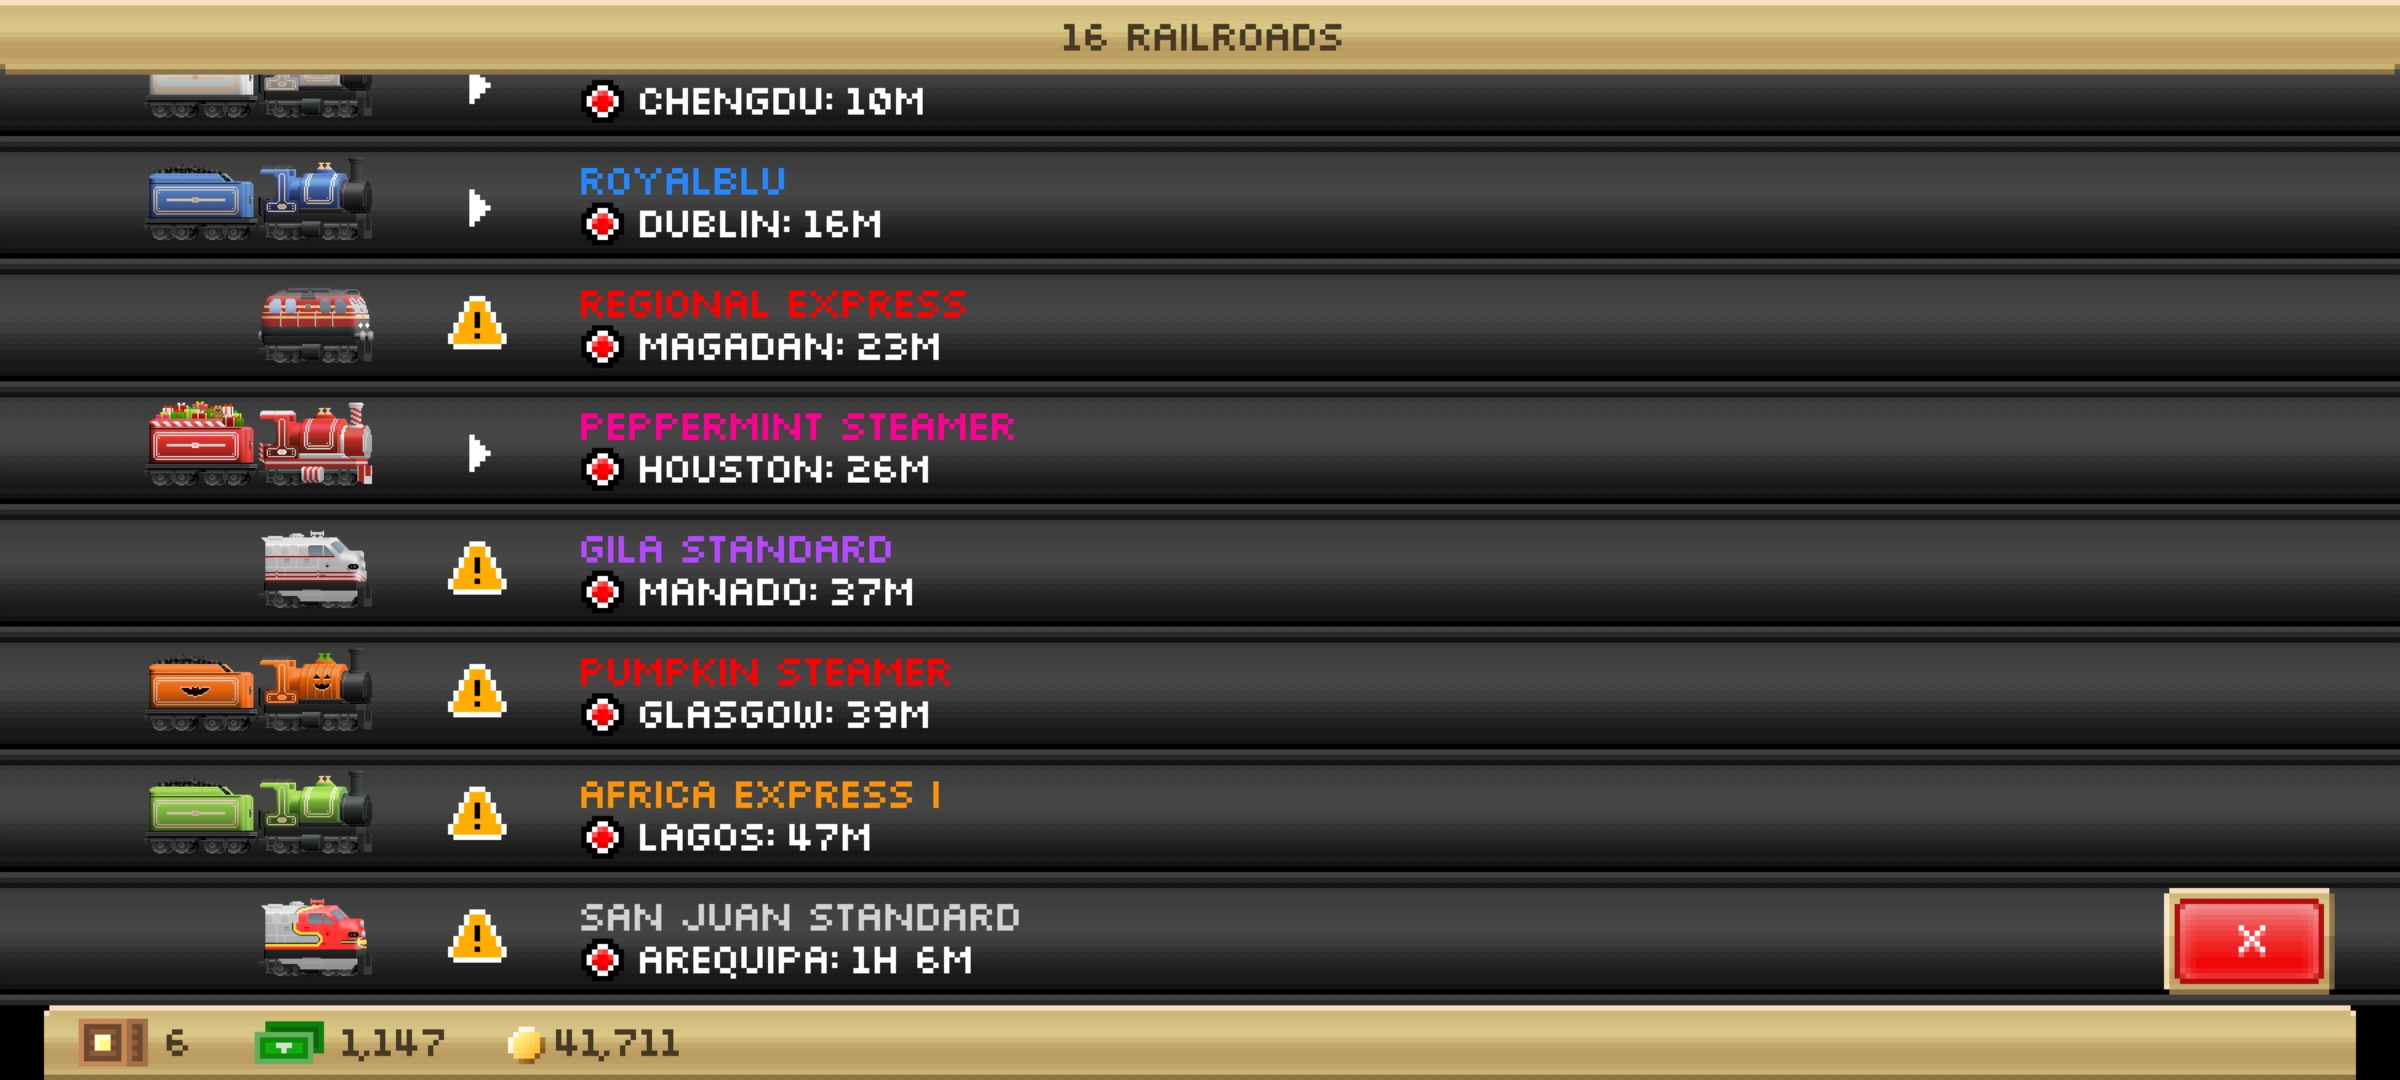 16 RAILROADS
CHENGDU: 10M
ROYALBLU
DUBLIN: 16M
REGIONAL EXPRESS
MAGADAN: 23M
PEPPERMINT STEAMER
HOUSTON: 26M
GILA STANDARD
MANADO: 37M
PUMPKIN STEAMER
GLASGOW: 39M
AFRICA EXPRESS I
LAGOS: 47M
SAN JUAN STANDARD
AREQUIPA: 1H 6M
6 1,147 41,711